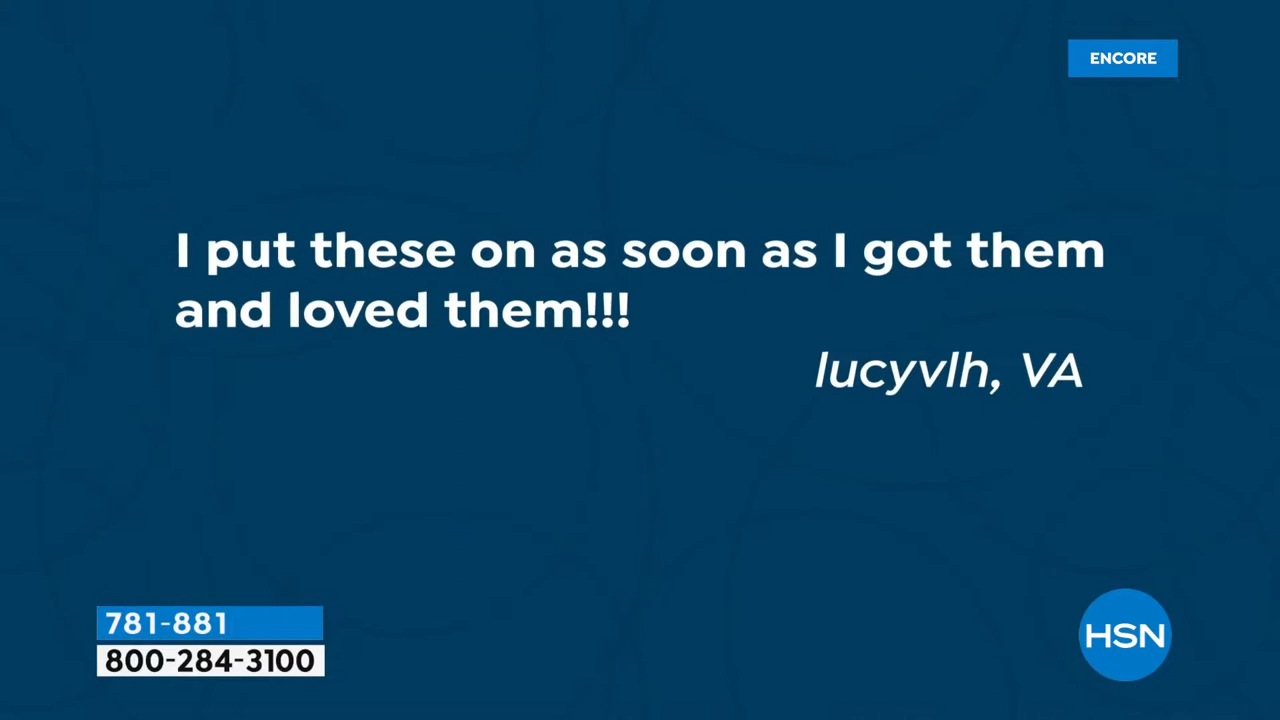 ENCORE
I put these on as soon as I got them
and loved them!!!
lucyvlh, VA
781-881
800-284-3100
HSN